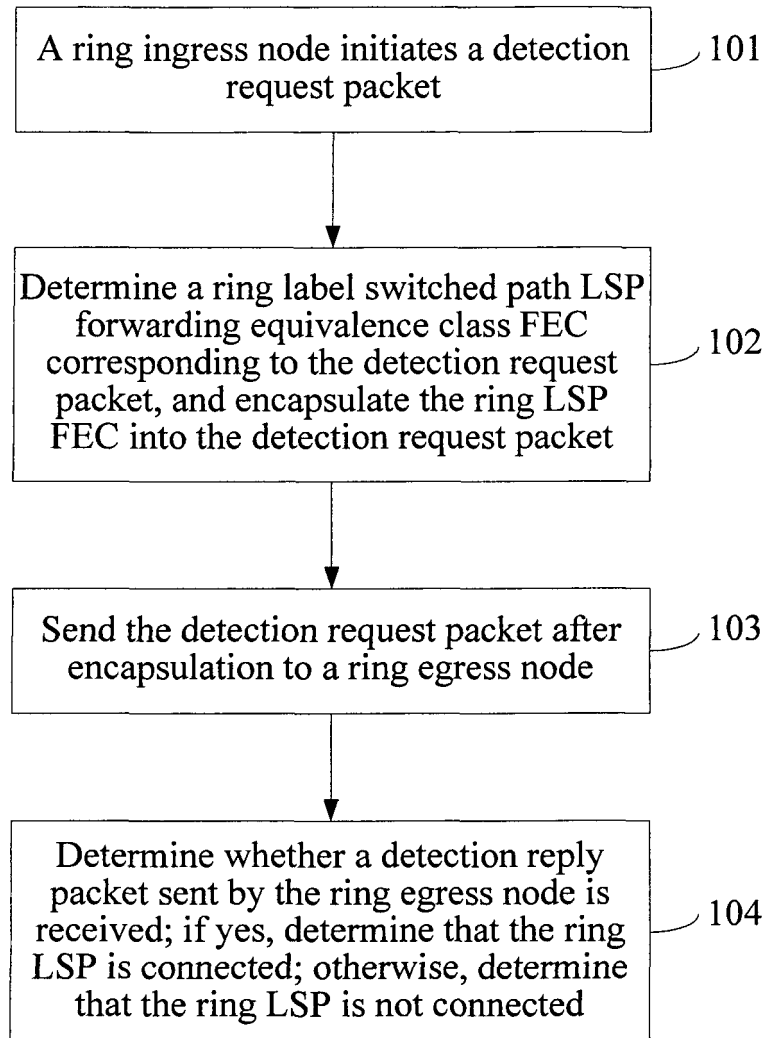 A ring ingress node initiates a detection
request packet
101
Determine a ring label switched path LSP
forwarding equivalence class FEC
corresponding to the detection request
packet, and encapsulate the ring LSP
FEC into the detection request packet
102
Send the detection request packet after
encapsulation to a ring egress node
103
Determine whether a detection reply
packet sent by the ring egress node is
received; if yes, determine that the ring
LSP is connected; otherwise, determine
that the ring LSP is not connected
104